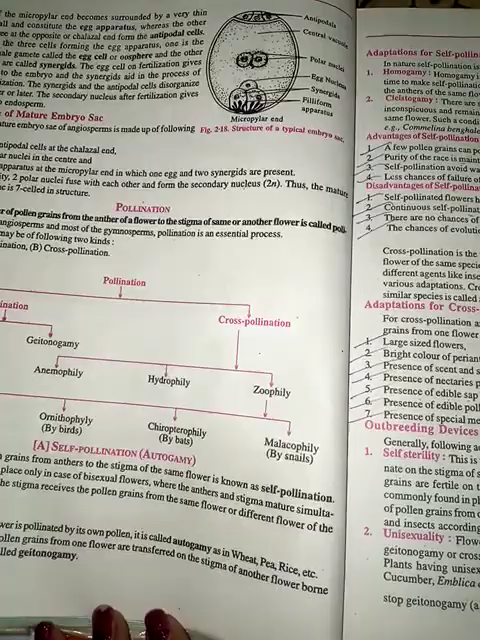 the micropylar end becomes surrounded by a very thin
all and constitute the egg apparatus, whereas the other
ee at the opposite or chalazal end form the antipodal cells.
the three cells forming the egg apparatus, one is the
ale gamete called the egg cell or oosphere and the other
are called synergids. The egg cell on fertilization gives
to the embryo and the synergids aid in the process of
ization. The synergids and the antipodal cells disorganize
er or later. The secondary nucleus after fertilization gives
endosperm.
Antipodals
Central vacuole
Polar nuclei
Egg Nucleus
Synergids
Filliform
apparatus
Micropylar end
Fig. 2·18. Structure of a typical embryo sac.
of Mature Embryo Sac
ature embryo sac of angiosperms is made up of following
ntipodal cells at the chalazal end,
ar nuclei in the centre and
apparatus at the micropylar end in which one egg and two synergids are present.
ity, 2 polar nuclei fuse with each other and form the secondary nucleus (2n). Thus, the mature
ac is 7-celled in structure.
POLLINATION
er of pollen grains from the anther of a flower to the stigma of same or another flower is called poll
angiosperms and most of the gymnosperms, pollination is an essential process.
may be of following two kinds :
ination, (B) Cross-pollination.
Pollination
ination
Cross-pollination
Geitonogamy
Anemophily
Hydrophily
Zoophily
Ornithophyly
(By birds)
Chiropterophily
(By bats)
Malacophily
(By snails)
[A] SELF-POLLINATION (AUTOGAMY)
grains from anthers to the stigma of the same flower is known as self-pollination.
place only in case of bisexual flowers, where the anthers and stigma mature simulta-
he stigma receives the pollen grains from the same flower or different flower of the
wer is pollinated by its own pollen, it is called autogamy as in Wheat, Pea, Rice, etc.
ollen grains from one flower are transferred on the stigma of another flower borne
lled geitonogamy.
Adaptations for Self-pollin
In nature self-pollination is
1. Homogamy : Homogamy i
time to make self-pollinati
the anthers of the same flow
2. Cleistogamy : There are s
inconspicuous and remain
same flower. Such a condi
e.g., Commelina benghale
Advantages of Self-pollination
1. A few pollen grains can p
2. Purity of the race is maint
3. Self-pollination avoid wa
4. Less chances of failure of
Disadvantages of Self-pollina
1. Self-pollinated flowers h
2. Continuous self-pollinat
3. There are no chances of
4. The chances of evoluti
Cross-pollination is the
flower of the same specie
different agents like inse
various adaptations. Cro
similar species is called
Adaptations for Cross-
For cross-pollination a
grains from one flower
1. Large sized flowers,
2. Bright colour of perian
3. Presence of scent and s
4. Presence of nectaries p
5. Presence of edible sap
6. Presence of edible poll
7. Presence of special me
Outbreeding Devices
Generally, following a
1. Self sterility : This is
nate on the stigma of s
grains are fertile on t
commonly found in pl
of pollen grains from o
and insects according
2. Unisexuality : Flow
geitonogamy or cross
Plants having unisex
Cucumber, Emblica
stop geitonogamy (a